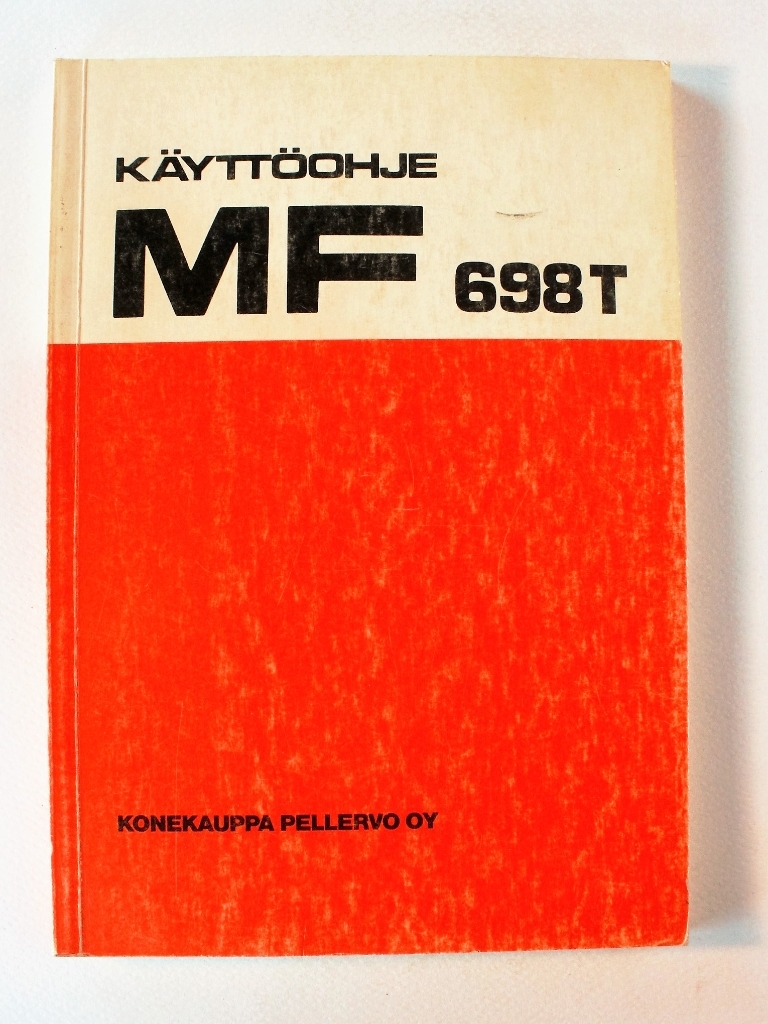 KÄYTTÖOHJE
MF 698T
KONEKAUPPA PELLERVO OY